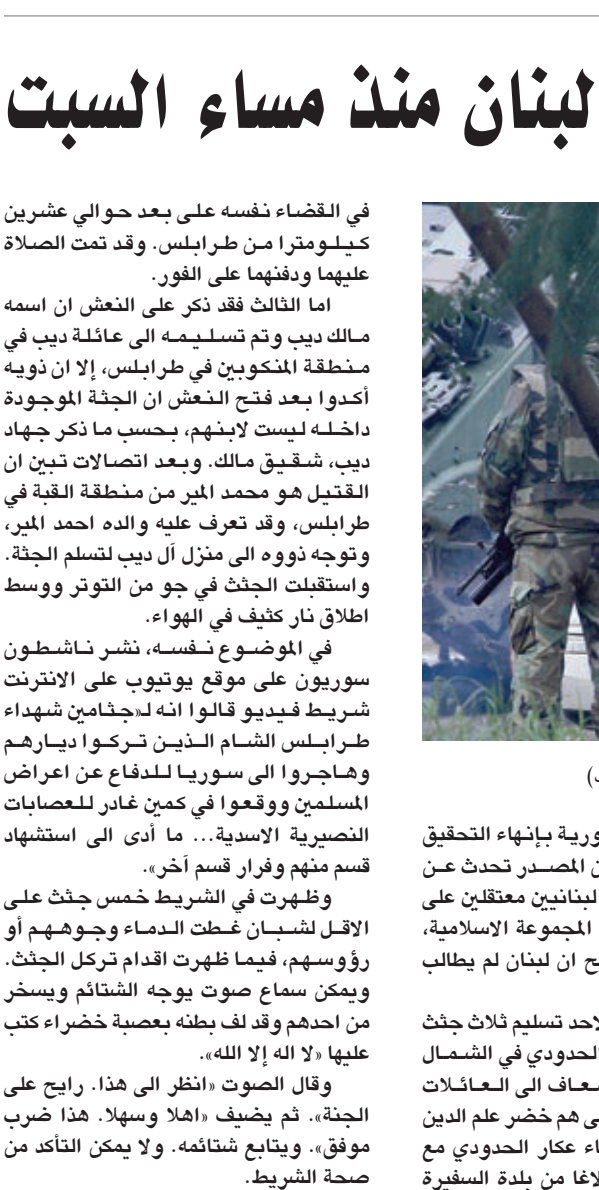 لبنان منذ مساء السبت
د)
ورية بإنهاء التحقيق
ن المصدر تحدث عن
لبنانيين معتقلين على
المجموعة الاسلامية،
ح ان لبنان لم يطالب
لاحد تسليم ثلاث جثث
الحدودي في الشمال
سعاف الى العائلات
ى هم خضر علم الدين
اء عكار الحدودي مع
لاغا من بلدة السفيرة
في القضاء نفسه على بعد حوالي عشرين
كيلومترا من طرابلس. وقد تمت الصلاة
عليهما ودفنهما على الفور.
اما الثالث فقد ذكر على النعش ان اسمه
مالك ديب وتم تسليمه الى عائلة ديب في
منطقة المنكوبين في طرابلس، إلا ان ذويه
أكدوا بعد فتح النعش ان الجثة الموجودة
داخله ليست لابنهم، بحسب ما ذكر جهاد
ديب، شقيق مالك. وبعد اتصالات تبين ان
القتيل هو محمد المير من منطقة القبة في
طرابلس، وقد تعرف عليه والده احمد المير،
وتوجه ذووه الى منزل آل ديب لتسلم الجثة.
واستقبلت الجثث في جو من التوتر ووسط
اطلاق نار كثيف في الهواء.
في الموضوع نفسه، نشر ناشطون
سوريون على موقع يوتيوب على الانترنت
شريط فيديو قالوا انه لـ«جثامين شهداء
طرابلس الشام الذين تركوا ديارهم
وهاجروا الى سوريا للدفاع عن اعراض
المسلمين ووقعوا في كمين غادر للعصابات
النصيرية الاسدية... ما أدى الى استشهاد
قسم منهم وفرار قسم آخر».
وظهرت في الشريط خمس جثث على
الاقل لشبان غطت الدماء وجوههم أو
رؤوسهم، فيما ظهرت اقدام تركل الجثث.
ويمكن سماع صوت يوجه الشتائم ويسخر
من احدهم وقد لف بطنه بعصبة خضراء كتب
عليها «لا اله إلا الله».
وقال الصوت «انظر الى هذا. رايح على
الجنة». ثم يضيف «اهلا وسهلا. هذا ضرب
موفق». ويتابع شتائمه. ولا يمكن التأكد من
صحة الشريط.